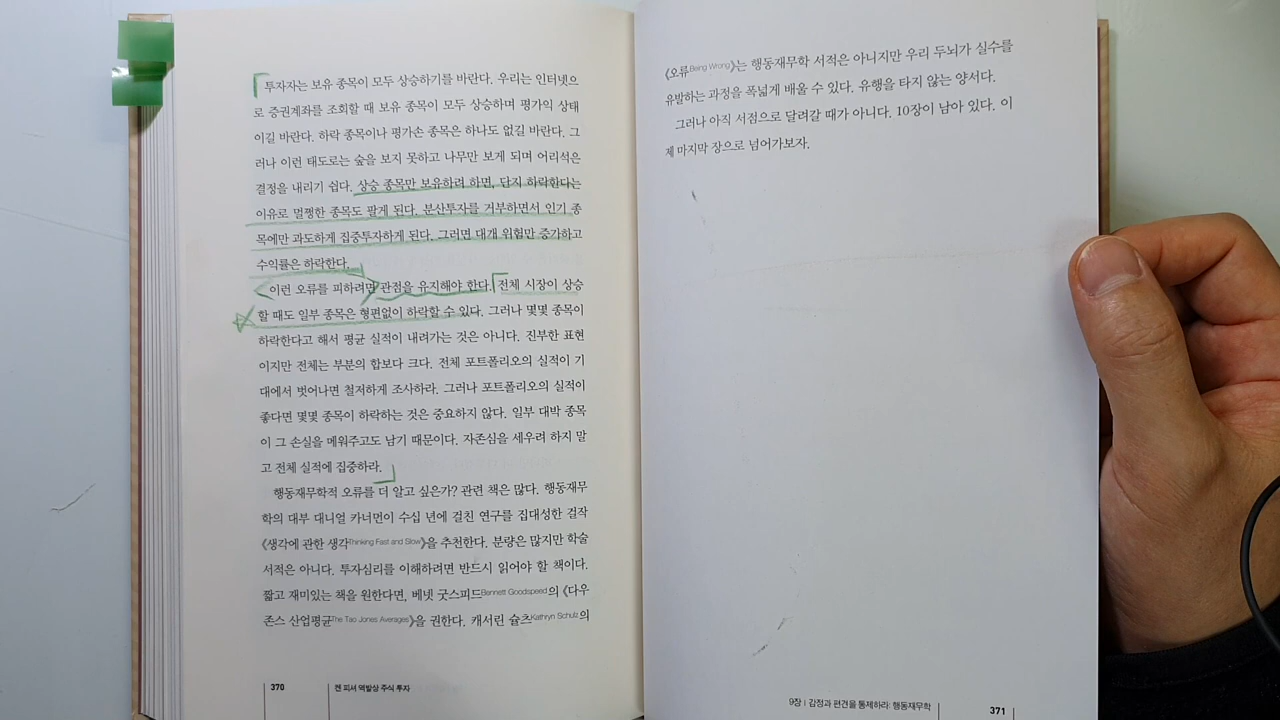 투자자는 보유 종목이 모두 상승하기를 바란다. 우리는 인터넷으
로 증권계좌를 조회할 때 보유 종목이 모두 상승하며 평가익 상태
이길 바란다. 하락 종목이나 평가손 종목은 하나도 없길 바란다. 그
러나 이런 태도로는 숲을 보지 못하고 나무만 보게 되며 어리석은
결정을 내리기 쉽다. 상승 종목만 보유하려 하면, 단지 하락한다는
이유로 멀쩡한 종목도 팔게 된다. 분산투자를 거부하면서 인기 종
목에만 과도하게 집중투자하게 된다. 그러면 대개 위험만 증가하고
수익률은 하락한다.
이런 오류를 피하려면 관점을 유지해야 한다. 전체 시장이 상승
할 때도 일부 종목은 형편없이 하락할 수 있다. 그러나 몇몇 종목이
하락한다고 해서 평균 실적이 내려가는 것은 아니다. 진부한 표현
이지만 전체는 부분의 합보다 크다. 전체 포트폴리오의 실적이 기
대에서 벗어나면 철저하게 조사하라. 그러나 포트폴리오의 실적이
좋다면 몇몇 종목이 하락하는 것은 중요하지 않다. 일부 대박 종목
이 그 손실을 메워주고도 남기 때문이다. 자존심을 세우려 하지 말
고 전체 실적에 집중하라.
행동재무학적 오류를 더 알고 싶은가? 관련 책은 많다. 행동재무
학의 대부 대니얼 카너먼이 수십 년에 걸친 연구를 집대성한 걸작
《생각에 관한 생각Thinking Fast and Slow》을 추천한다. 분량은 많지만 학술
서적은 아니다. 투자심리를 이해하려면 반드시 읽어야 할 책이다.
짧고 재미있는 책을 원한다면, 베넷 굿스피드Bennett Goodspeed의 《다우
존스 산업평균The Tao Jones Averages》을 권한다. 캐서린 슐츠Kathryn Schulz의
370 켄 피셔 역발상 주식 투자
《오류Being Wrong》는 행동재무학 서적은 아니지만 우리 두뇌가 실수를
유발하는 과정을 폭넓게 배울 수 있다. 유행을 타지 않는 양서다.
그러나 아직 서점으로 달려갈 때가 아니다. 10장이 남아 있다. 이
제 마지막 장으로 넘어가보자.
9장 | 감정과 편견을 통제하라: 행동재무학 371